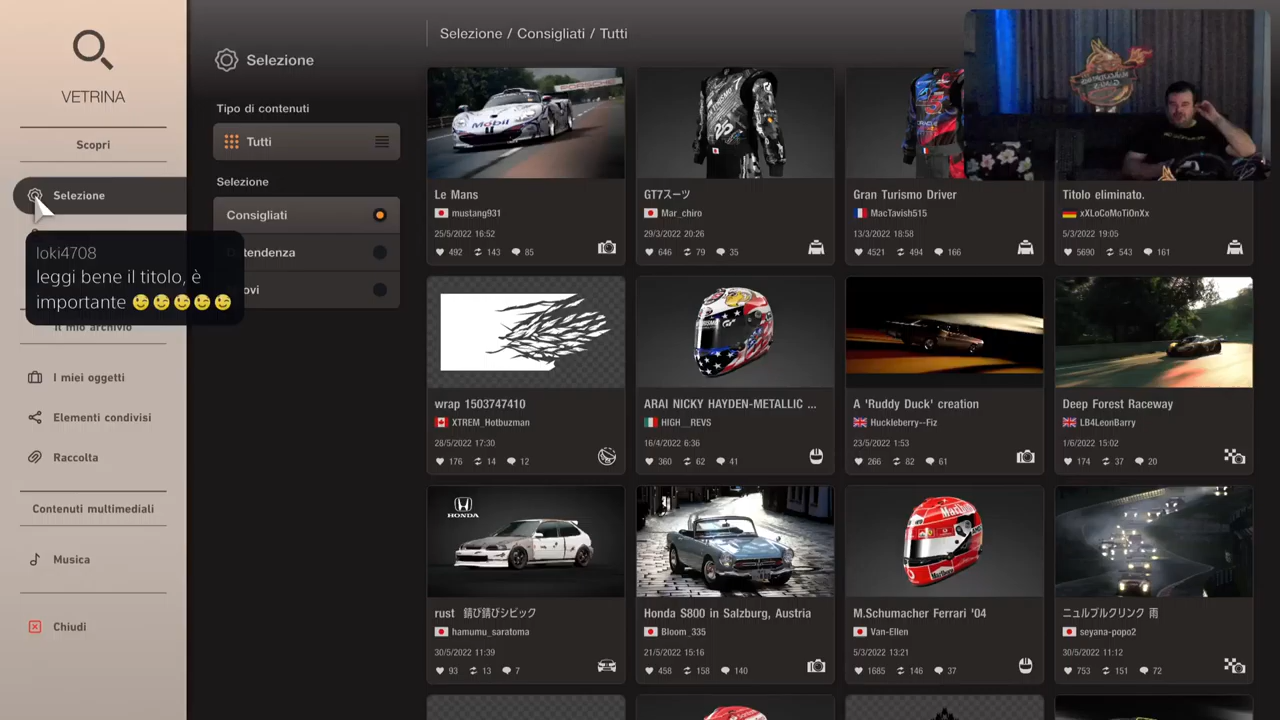 VETRINA
Scopri
Selezione
loki4708
leggi bene il titolo, è
importante 😉😉😉😉😉
Il mio archivio
I miei oggetti
Elementi condivisi
Raccolta
Contenuti multimediali
Musica
Chiudi
Selezione
Tipo di contenuti
Tutti
Selezione
Consigliati
tendenza
ovi
Selezione / Consigliati / Tutti
PORSCHE
Mobil
Le Mans
mustang931
25/5/2022 16:52
492 143 85
GT7スーツ
Mar_chiro
29/3/2022 20:26
646 79 35
Gran Turismo Driver
MacTavish515
13/3/2022 18:58
4521 494 166
Titolo eliminato.
xXLoCoMoTi0nXx
5/3/2022 19:05
5690 543 161
wrap 1503747410
XTREM_Hotbuzman
28/5/2022 17:30
176 14 12
ARAI NICKY HAYDEN-METALLIC ...
HIGH__REVS
16/4/2022 6:36
360 62 41
A 'Ruddy Duck' creation
Huckleberry--Fiz
23/5/2022 1:53
266 82 61
Deep Forest Raceway
LB4LeonBarry
1/6/2022 15:02
174 37 20
HONDA
rust 錆び錆びシビック
hamumu_saratoma
30/5/2022 11:39
93 13 7
Honda S800 in Salzburg, Austria
Bloom_335
21/5/2022 15:16
458 158 140
Marlboro
M.Schumacher Ferrari '04
Van-Ellen
5/3/2022 13:21
1685 146 37
ニュルブルクリンク 雨
seyana-popo2
30/5/2022 11:12
753 151 72